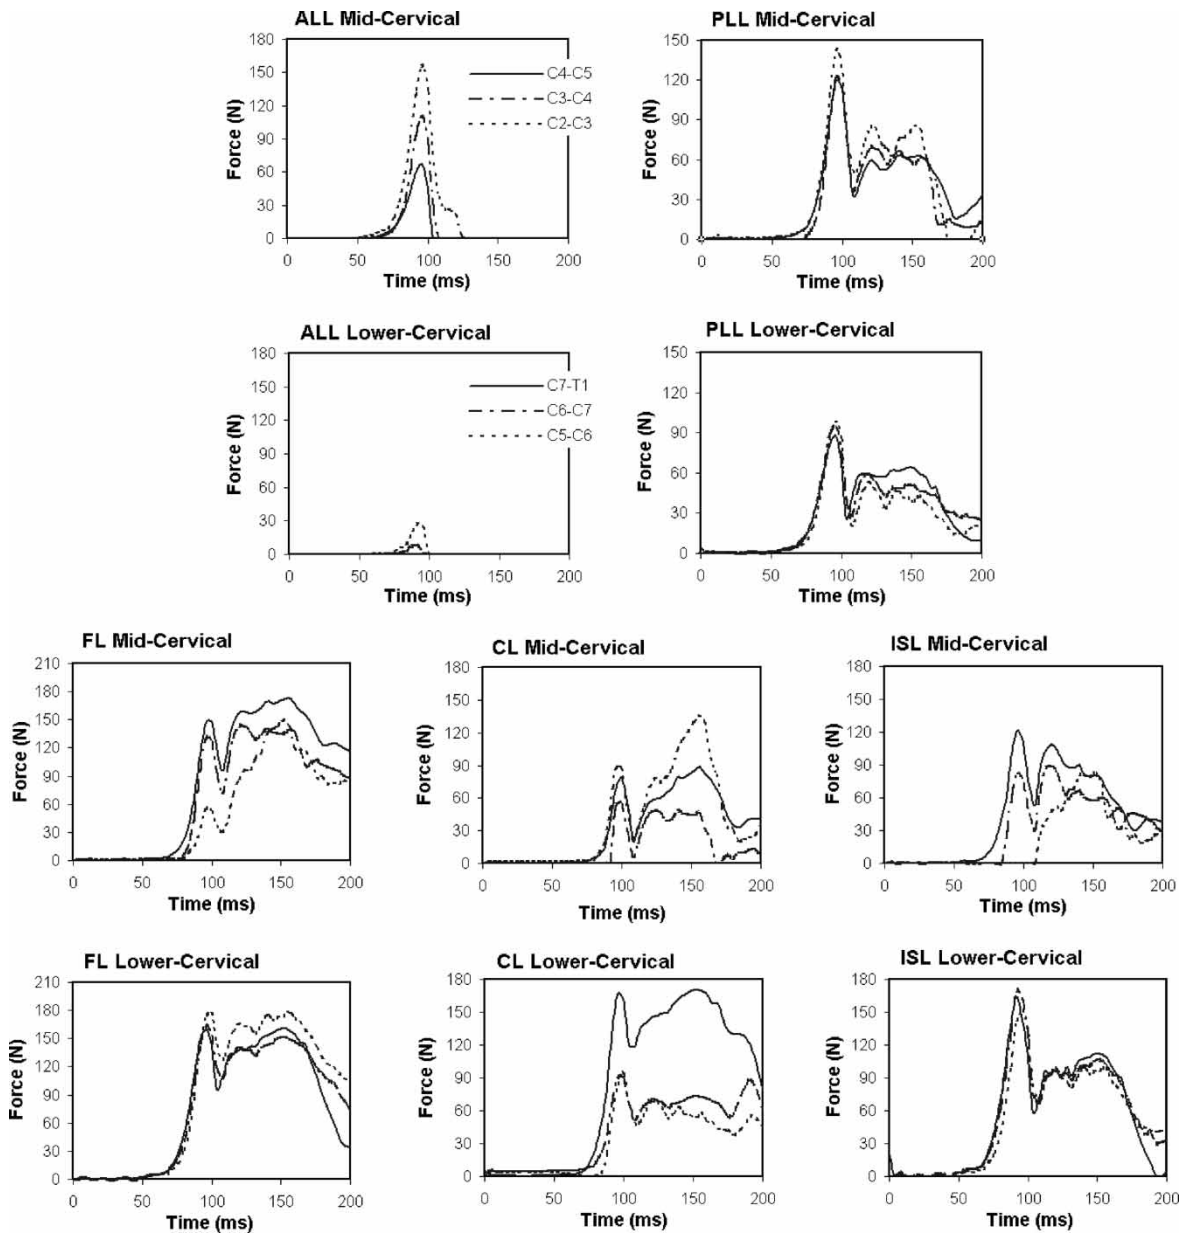 ALL Mid-Cervical
180
150
120
90
60
30
0
Force (N)
C4-C5
C3-C4
C2-C3
0 50 100 150 200
Time (ms)
PLL Mid-Cervical
150
120
90
60
30
0
Force (N)
0 50 100 150 200
Time (ms)
ALL Lower-Cervical
180
150
120
90
60
30
0
Force (N)
C7-T1
C6-C7
C5-C6
0 50 100 150 200
Time (ms)
PLL Lower-Cervical
150
120
90
60
30
0
Force (N)
0 50 100 150 200
Time (ms)
FL Mid-Cervical
210
180
150
120
90
60
30
0
Force (N)
0 50 100 150 200
Time (ms)
CL Mid-Cervical
180
150
120
90
60
30
0
Force (N)
0 50 100 150 200
Time (ms)
ISL Mid-Cervical
180
150
120
90
60
30
0
Force (N)
0 50 100 150 200
Time (ms)
FL Lower-Cervical
210
180
150
120
90
60
30
0
Force (N)
0 50 100 150 200
Time (ms)
CL Lower-Cervical
180
150
120
90
60
30
0
Force (N)
0 50 100 150 200
Time (ms)
ISL Lower-Cervical
180
150
120
90
60
30
0
Force (N)
0 50 100 150 200
Time (ms)